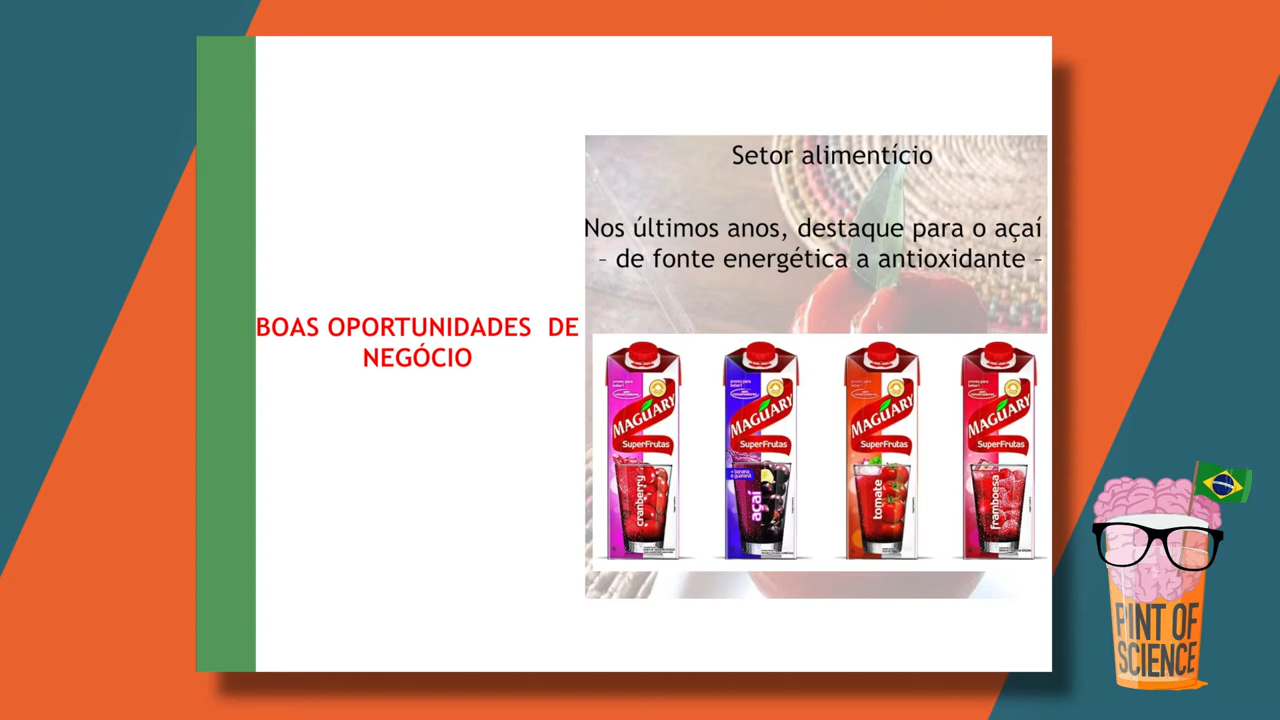 BOAS OPORTUNIDADES DE
NEGÓCIO
Setor alimentício
Nos últimos anos, destaque para o açaí
– de fonte energética a antioxidante –
MAGUARY
SuperFrutas
cranberry
MAGUARY
SuperFrutas
açaí
MAGUARY
SuperFrutas
tomate
MAGUARY
SuperFrutas
framboesa
PINT OF
SCIENCE